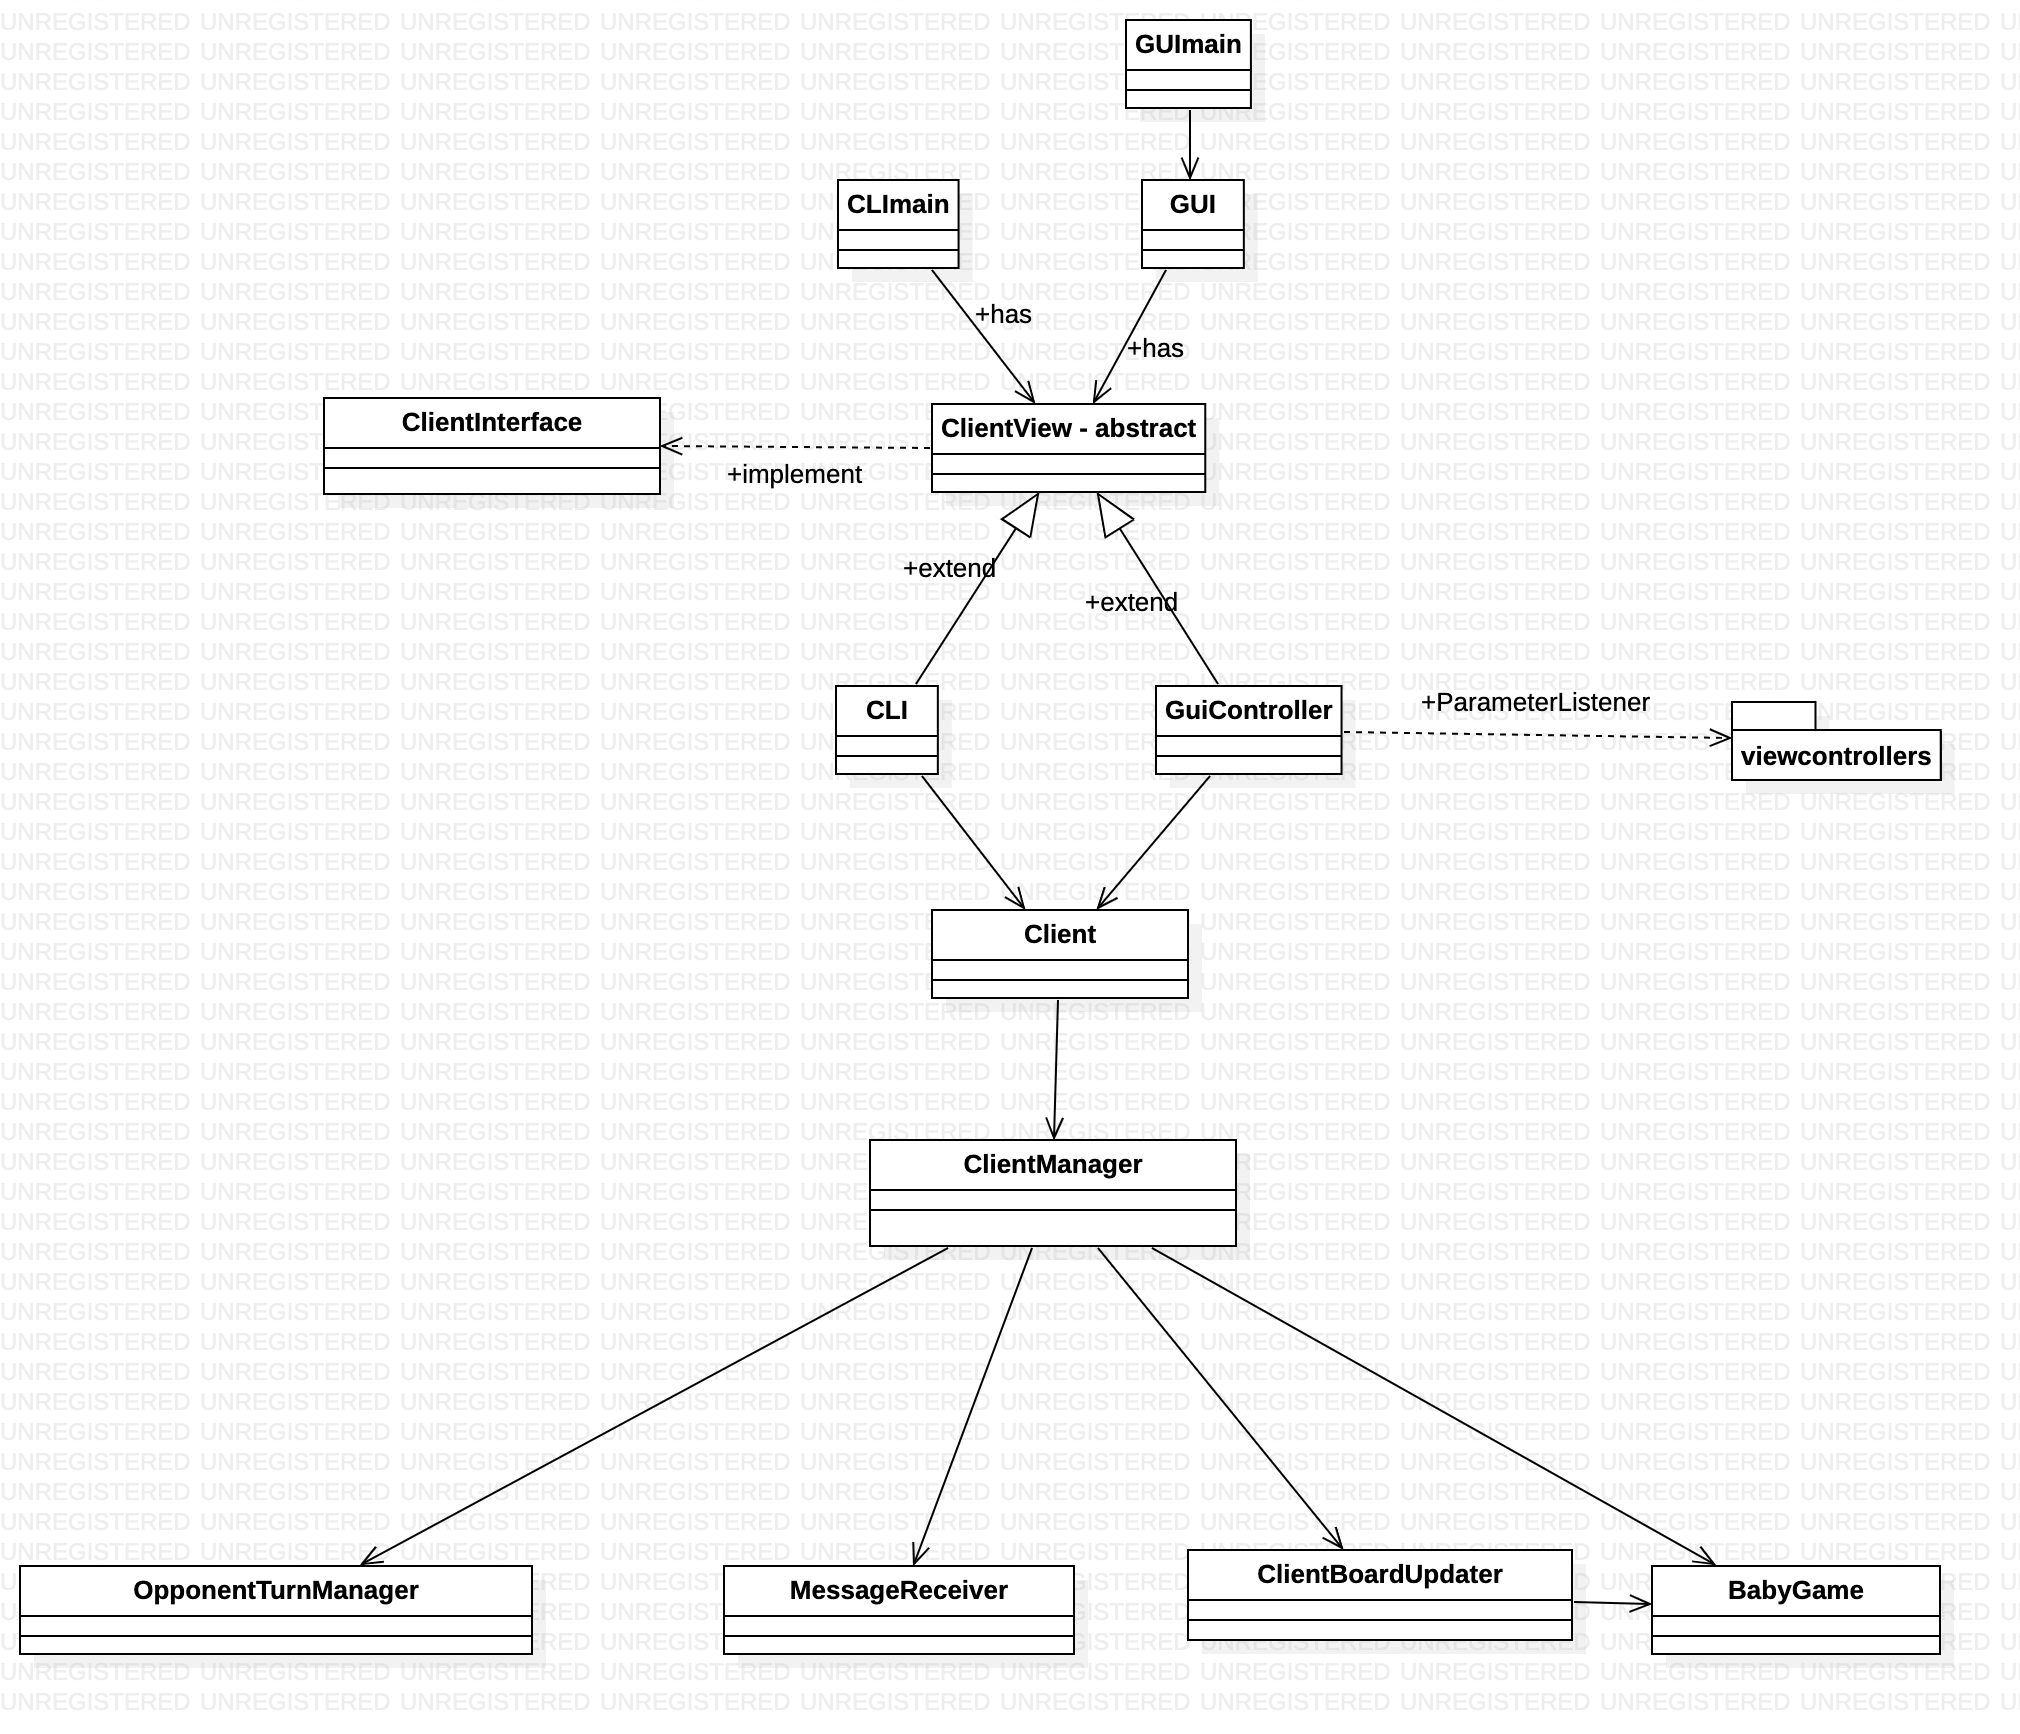 GUImain
CLImain
GUI
+has
+has
ClientInterface
ClientView - abstract
+implement
+extend
+extend
CLI
GuiController
+ParameterListener
viewcontrollers
Client
ClientManager
OpponentTurnManager
MessageReceiver
ClientBoardUpdater
BabyGame
UNREGISTERED